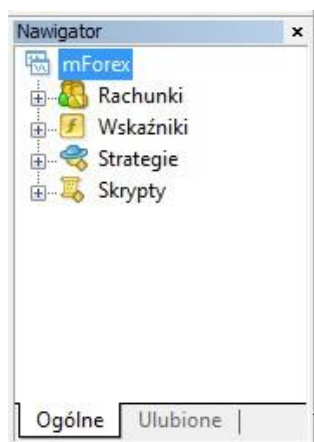 Nawigator
mForex
Rachunki
Wskaźniki
Strategie
Skrypty
Ogólne Ulubione